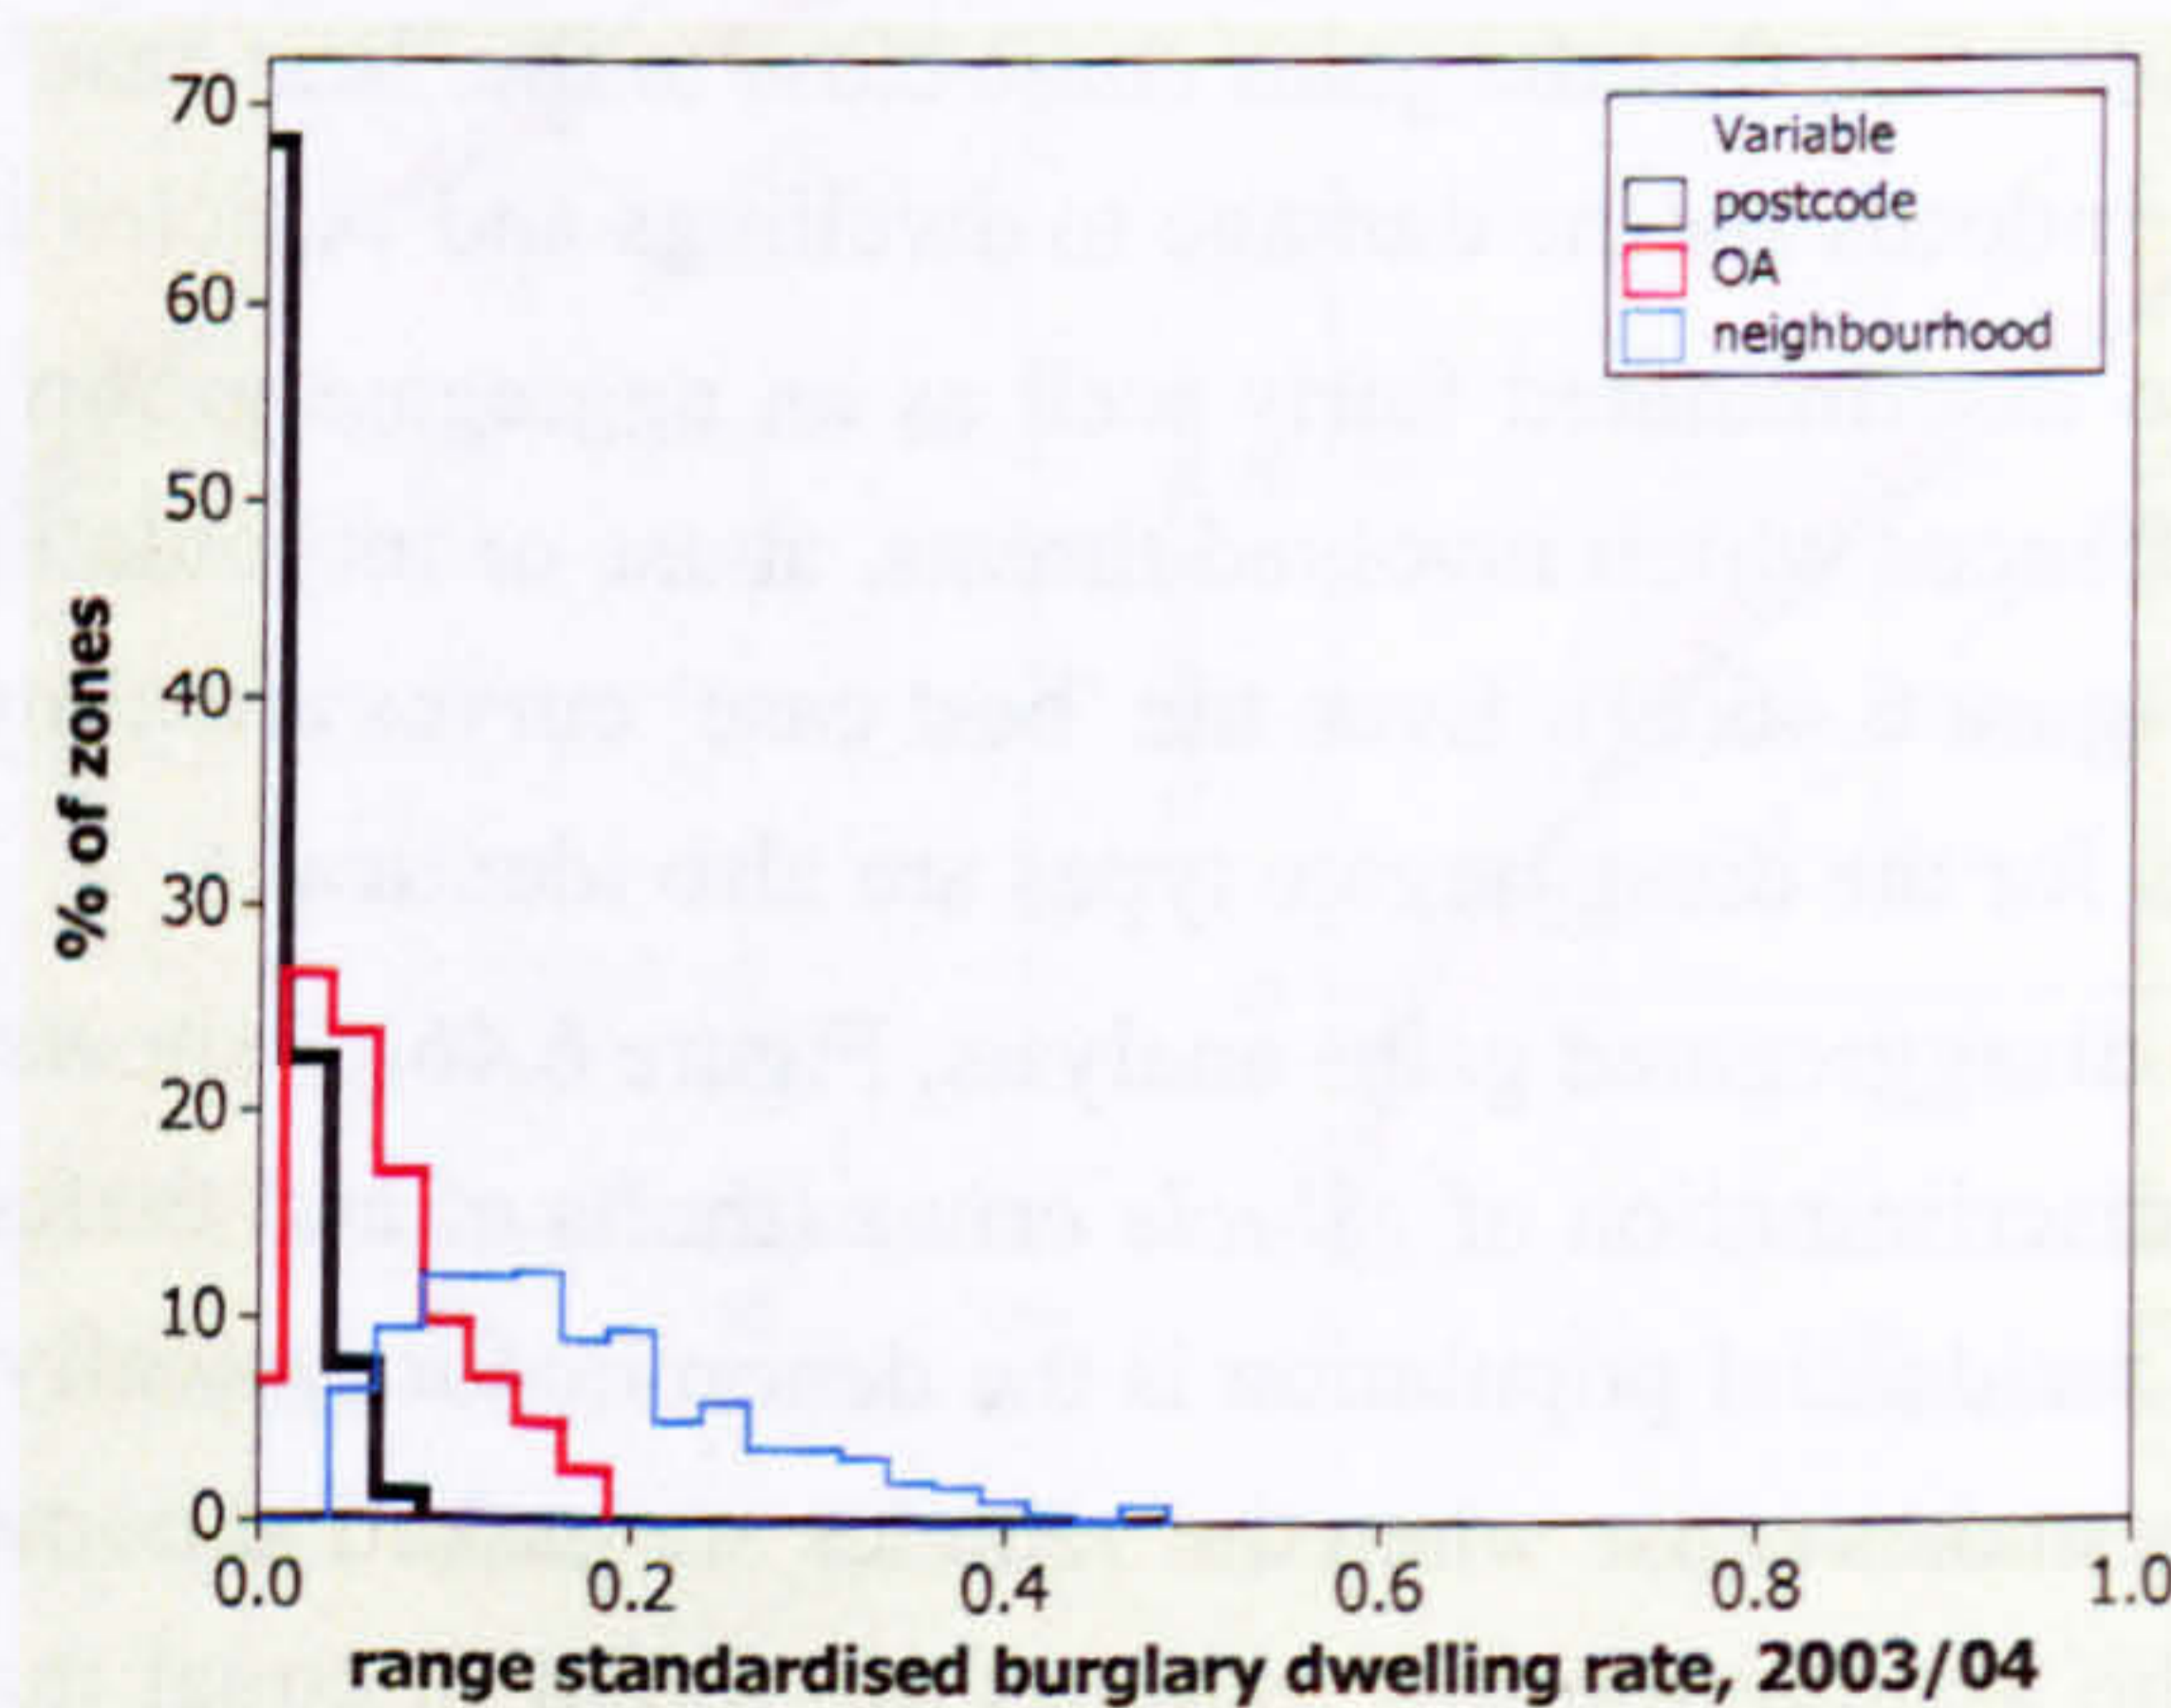 70
60
50
40
30
20
10
0
% of zones
0.0 0.2 0.4 0.6 0.8 1.0
range standardised burglary dwelling rate, 2003/04
Variable
postcode
OA
neighbourhood